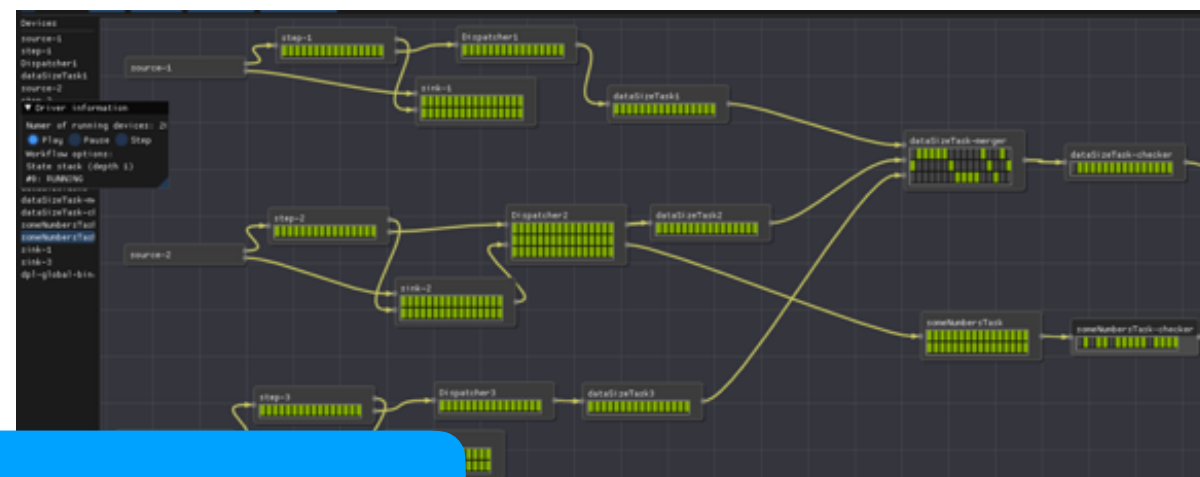 Devices
source-1
step-1
Dispatcher1
dataSizeTask1
source-2
Driver information
Numer of running devices: 2
Play Pause Step
Workflow options:
State stack (depth 1)
#0: RUNNING
dataSizeTask-m
dataSizeTask-c
someNumbersTas
someNumbersTas
sink-1
sink-3
dpl-global-bin
source-1
step-1
Dispatcher1
sink-1
dataSizeTask1
dataSizeTask-merger
dataSizeTask-checker
source-2
step-2
Dispatcher2
dataSizeTask2
sink-2
someNumbersTask
someNumbersTask-checker
step-3
Dispatcher3
dataSizeTask3